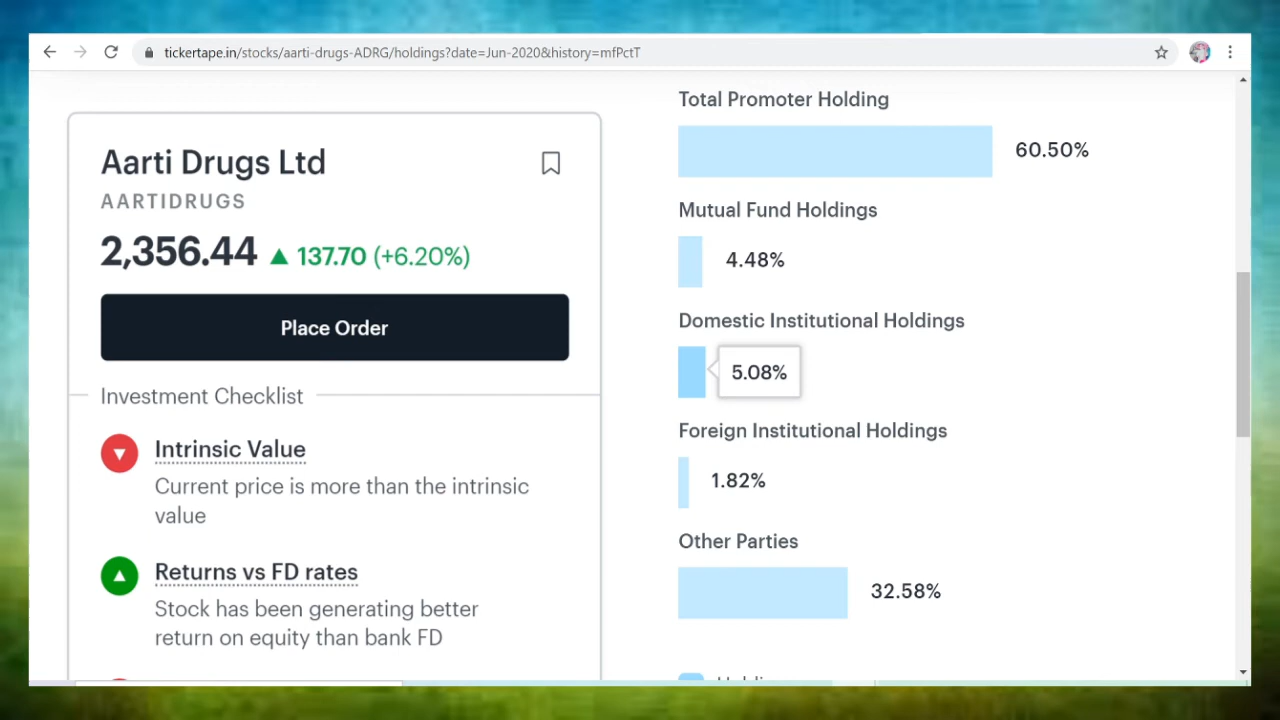 tickertape.in/stocks/aarti-drugs-ADRG/holdings?date=Jun-2020&history=mfPctT
Aarti Drugs Ltd
AARTIDRUGS
2,356.44 ▲ 137.70 (+6.20%)
Place Order
Investment Checklist
Intrinsic Value
Current price is more than the intrinsic
value
Returns vs FD rates
Stock has been generating better
return on equity than bank FD
Total Promoter Holding
60.50%
Mutual Fund Holdings
4.48%
Domestic Institutional Holdings
5.08%
Foreign Institutional Holdings
1.82%
Other Parties
32.58%